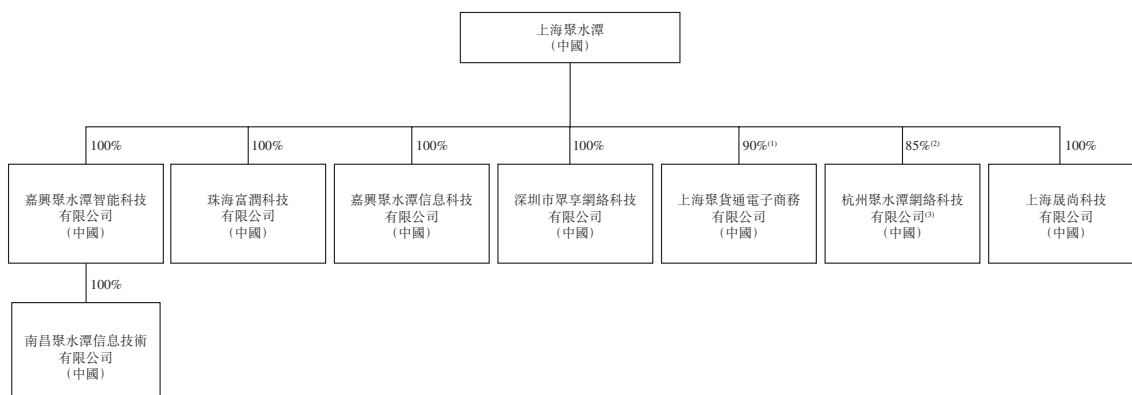 上海聚水潭
(中國)
100%
100%
100%
100%
90%(1)
85%(2)
100%
嘉興聚水潭智能科技
有限公司
(中國)
珠海富潤科技
有限公司
(中國)
嘉興聚水潭信息科技
有限公司
(中國)
深圳市眾享網絡科技
有限公司
(中國)
上海聚貨通電子商務
有限公司
(中國)
杭州聚水潭網絡科技
有限公司(3)
(中國)
上海晟尚科技
有限公司
(中國)
100%
南昌聚水潭信息技術
有限公司
(中國)